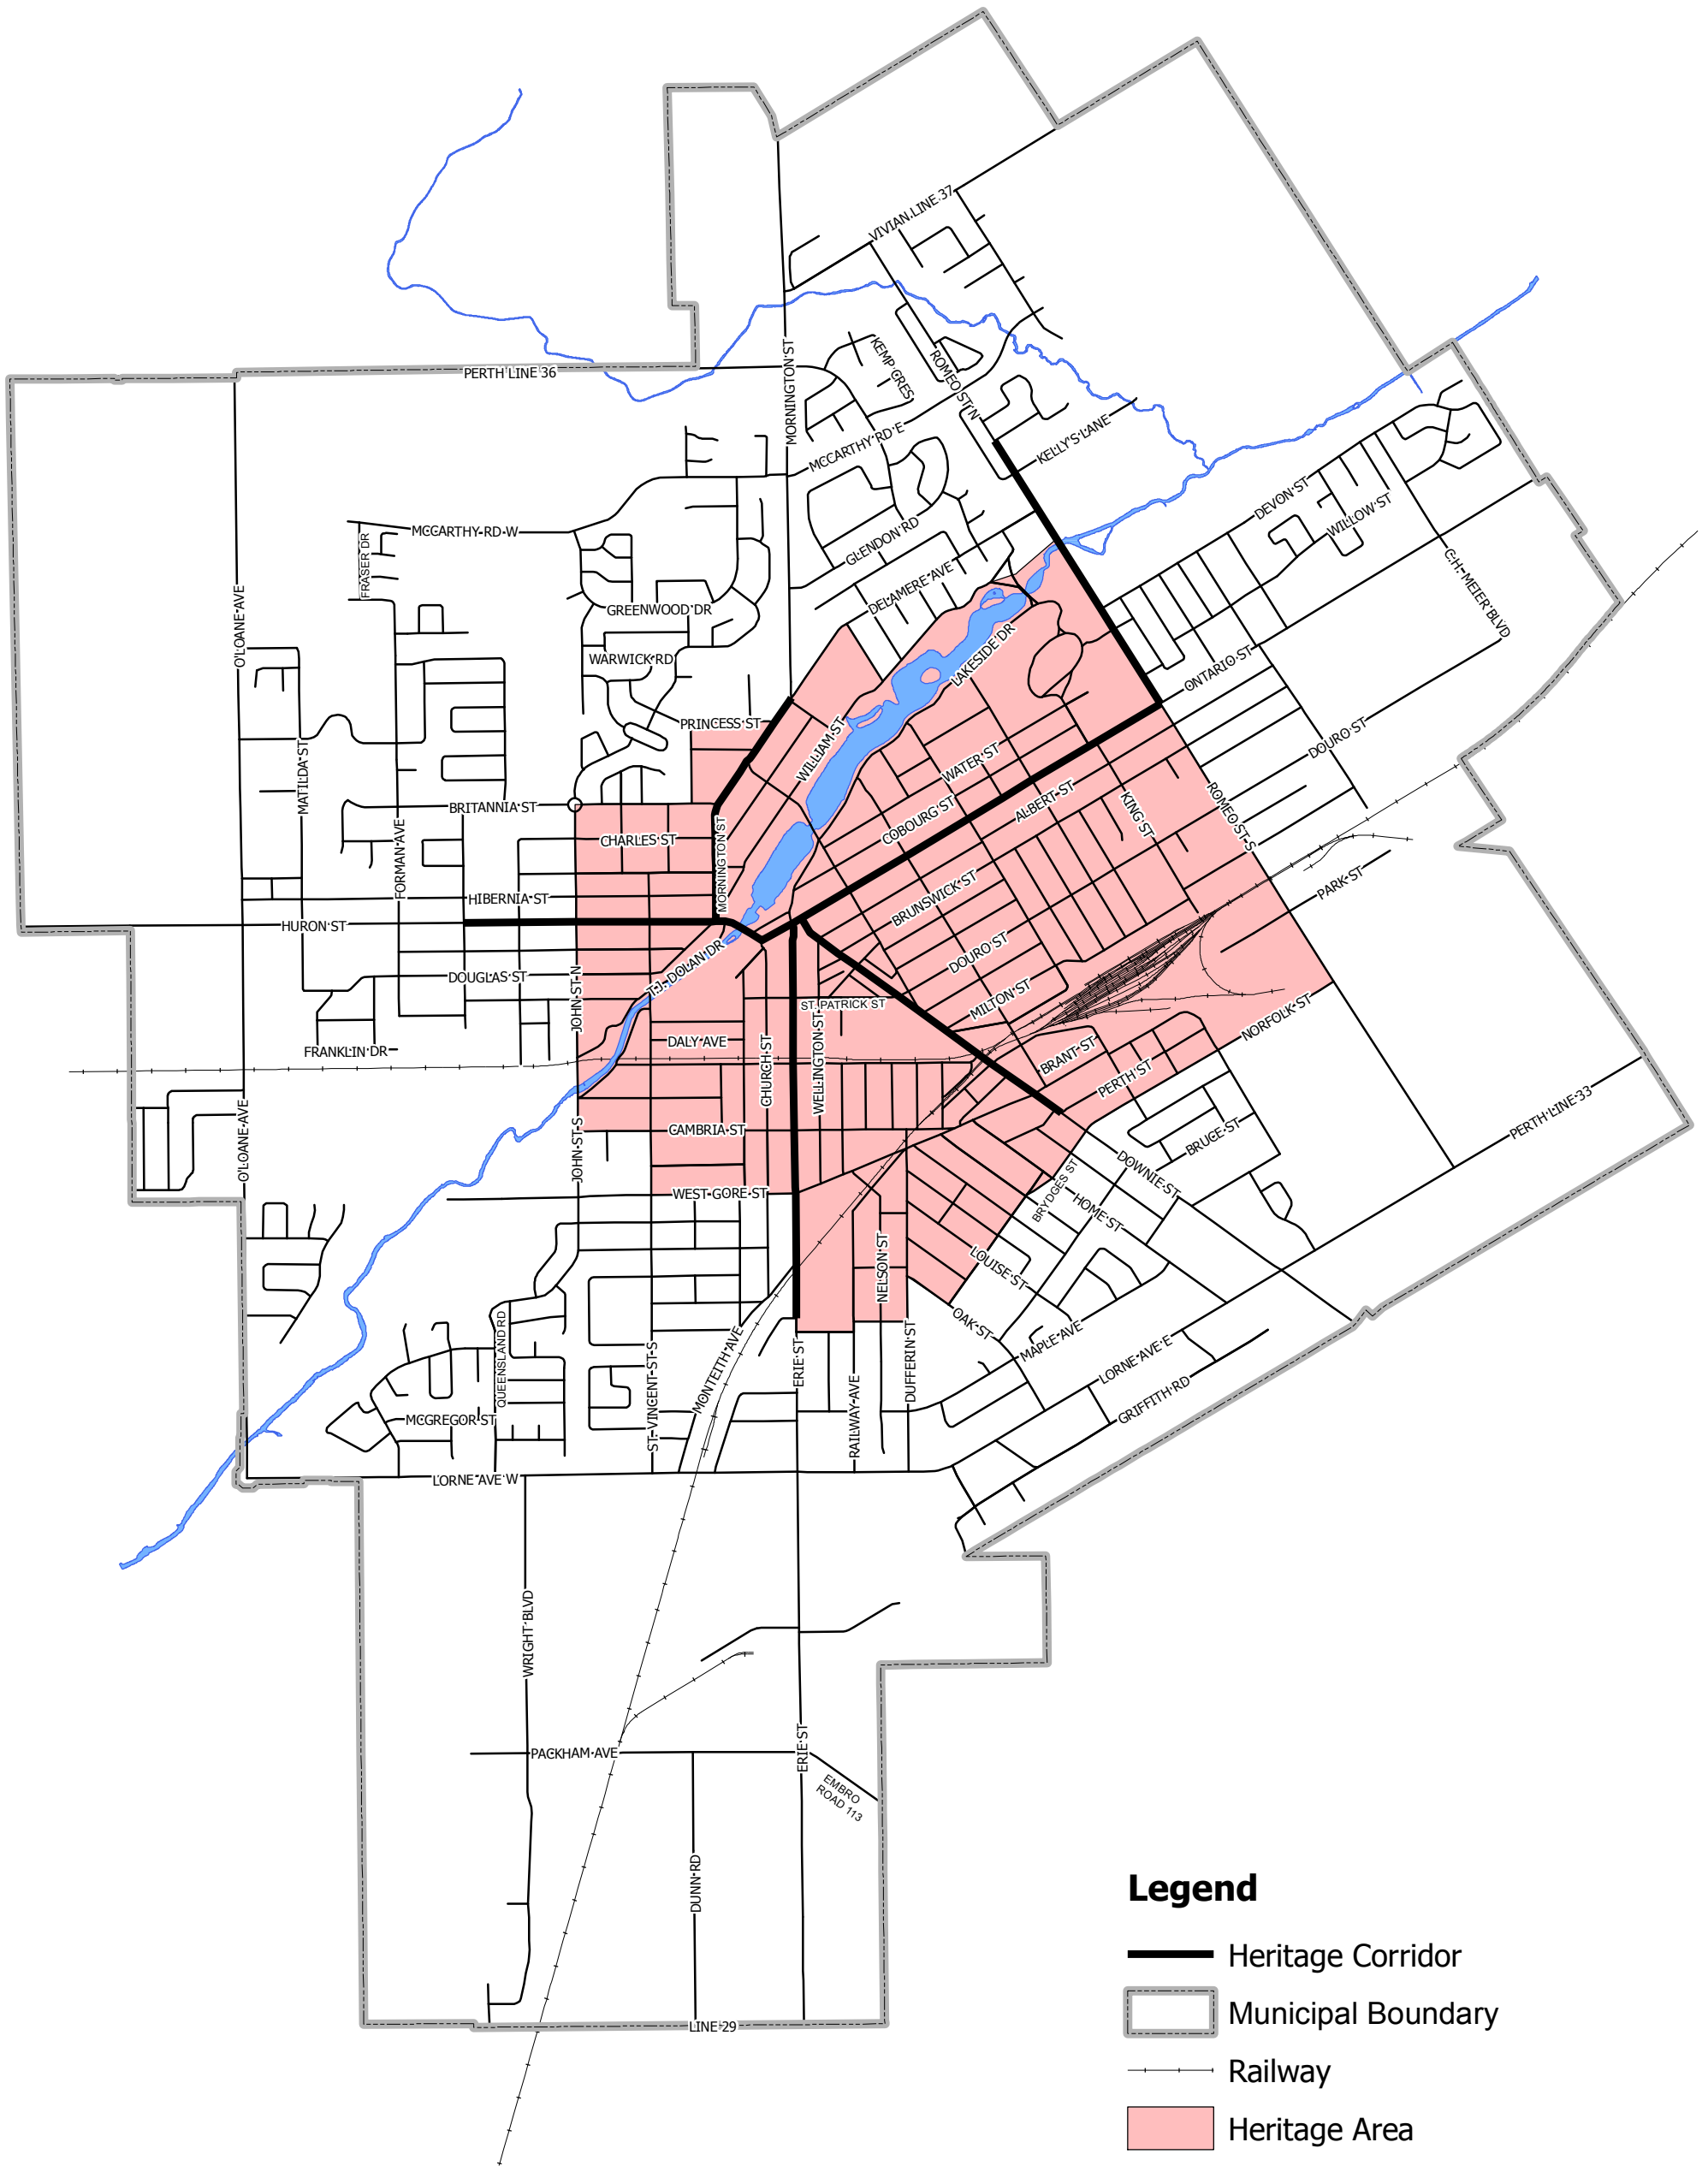 VIVIAN LINE 37
PERTH LINE 36
MORNINGTON ST
KEMP CRES
ROMEO ST N
MCCARTHY RD E
KELLY'S LANE
MCCARTHY RD W
FRASER DR
GLENDON RD
DEVON ST
WILLOW ST
C.H. MEIER BLVD
O'LOANE AVE
GREENWOOD DR
DELAMERE AVE
WARWICK RD
LAKESIDE DR
ONTARIO ST
PRINCESS ST
WILLIAM ST
MATILDA ST
WATER ST
DOURO ST
BRITANNIA ST
COBOURG ST
ALBERT ST
KING ST
ROMEO ST S
FORMAN AVE
CHARLES ST
MORNINGTON ST
HIBERNIA ST
BRUNSWICK ST
PARK ST
HURON ST
DOUGLAS ST
T.J. DOLAN DR
DOURO ST
JOHN ST N
ST. PATRICK ST
MILTON ST
NORFOLK ST
FRANKLIN DR
DALY AVE
CHURCH ST
WELLINGTON ST
BRANT ST
PERTH ST
O'LOANE AVE
JOHN ST S
CAMBRIA ST
BRUCE ST
PERTH LINE 33
WEST GORE ST
DOWNIE ST
BRYDGES ST
HOME ST
NELSON ST
LOUISE ST
OAK ST
MAPLE AVE
QUEENSLAND RD
MONTEITH AVE
ERIE ST
DUFFERIN ST
LORNE AVE E
GRIFFITH RD
MCGREGOR ST
ST VINCENT ST S
RAILWAY AVE
LORNE AVE W
WRIGHT BLVD
PACKHAM AVE
ERIE ST
EMBRO
ROAD 113
DUNN RD
LINE 29
Legend
Heritage Corridor
Municipal Boundary
Railway
Heritage Area